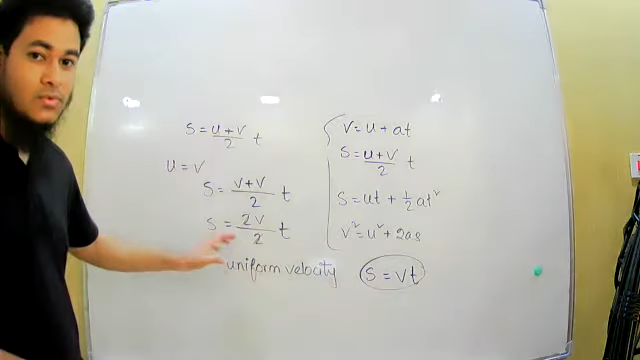 s = u+v/2 t
u = v
s = v+v/2 t
s = 2v/2 t
uniform velocity s = vt
v = u + at
s = u+v/2 t
s = ut + 1/2 at²
v² = u² + 2as